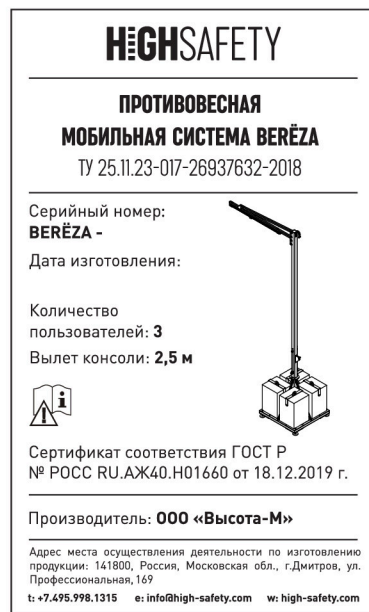 HIGHSAFETY
ПРОТИВОВЕСНАЯ
МОБИЛЬНАЯ СИСТЕМА BERËZA
ТУ 25.11.23-017-26937632-2018
Серийный номер:
BERËZA -
Дата изготовления:
Количество
пользователей: 3
Вылет консоли: 2,5 м
Сертификат соответствия ГОСТ Р
№ РОСС RU.АЖ40.Н01660 от 18.12.2019 г.
Производитель: ООО «Высота-М»
Адрес места осуществления деятельности по изготовлению
продукции: 141800, Россия, Московская обл., г.Дмитров, ул.
Профессиональная, 169
t: +7.495.998.1315 e: info@high-safety.com w: high-safety.com